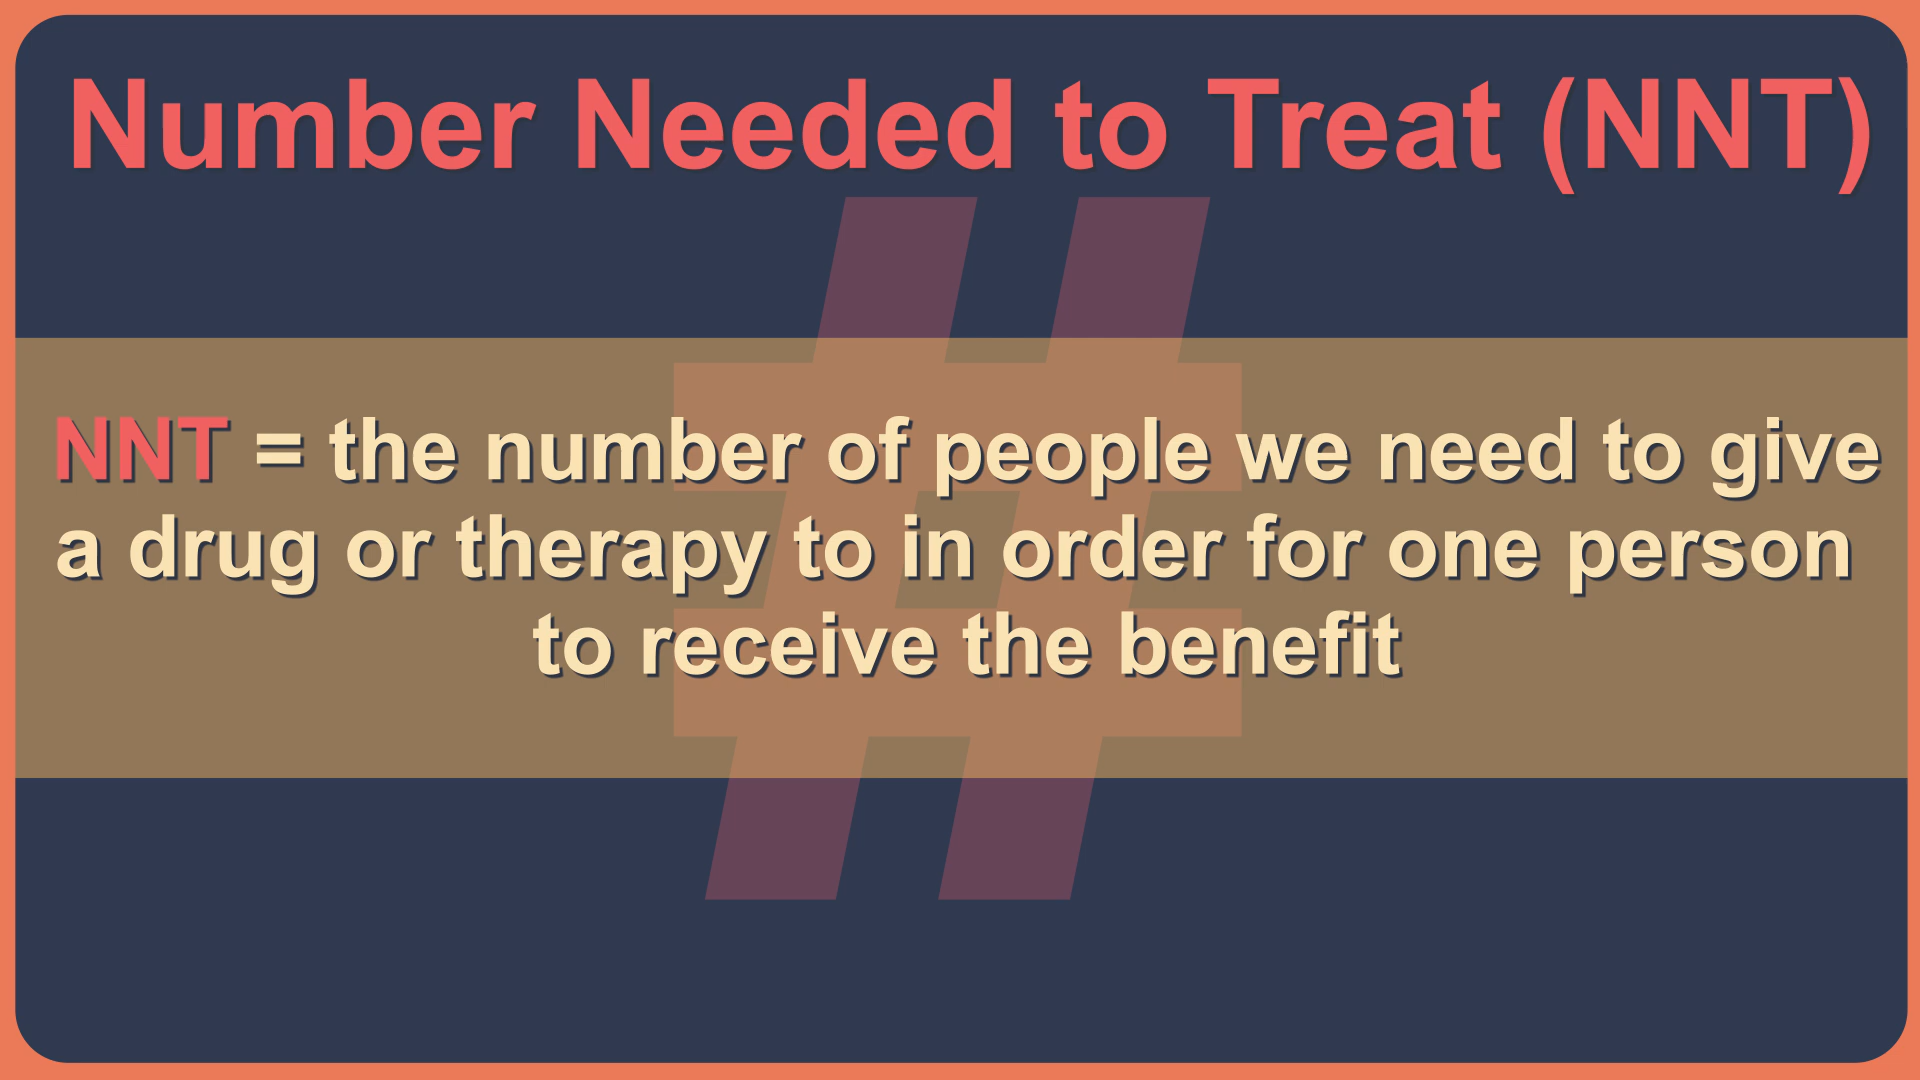 Number Needed to Treat (NNT)
#
NNT = the number of people we need to give
a drug or therapy to in order for one person
to receive the benefit